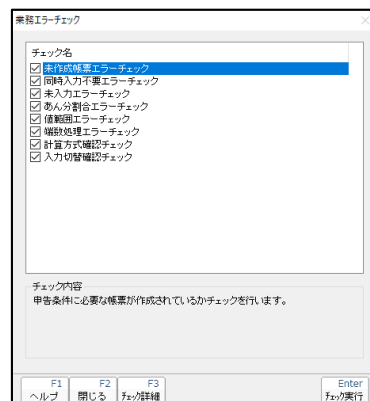 業務エラーチェック
チェック名
未作成帳票エラーチェック
同時入力不要エラーチェック
未入力エラーチェック
あん分割合エラーチェック
値範囲エラーチェック
端数処理エラーチェック
計算方式確認チェック
入力切替確認チェック
チェック内容
申告条件に必要な帳票が作成されているかチェックを行います。
F1 F2 F3 Enter
ヘルプ 閉じる ﾁｪｯｸ詳細 ﾁｪｯｸ実行